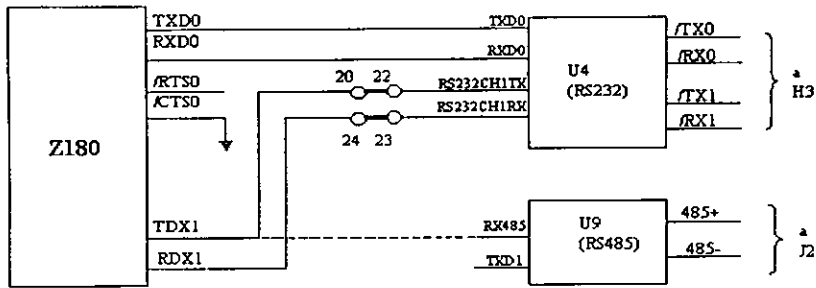 TXD0
RXD0
/RTS0
/CTS0
Z180
TDX1
RDX1
20 22
24 23
TXD0
RXD0
RS232CH1TX
RS232CH1RX
U4
(RS232)
/TX0
/RX0
/TX1
/RX1
a
H3
RX485
TXD1
U9
(RS485)
485+
485-
a
J2